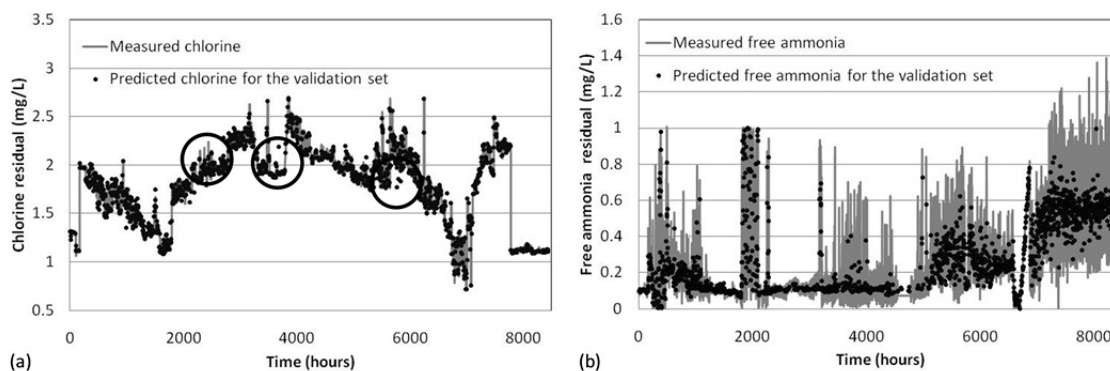 3.5
3
2.5
2
1.5
1
0.5
Chlorine residual (mg/L)
Measured chlorine
Predicted chlorine for the validation set
0 2000 4000 6000 8000
Time (hours)
(a)
1.6
1.4
1.2
1
0.8
0.6
0.4
0.2
0
Free ammonia residual (mg/L)
Measured free ammonia
Predicted free ammonia for the validation set
0 2000 4000 6000 8000
Time (hours)
(b)